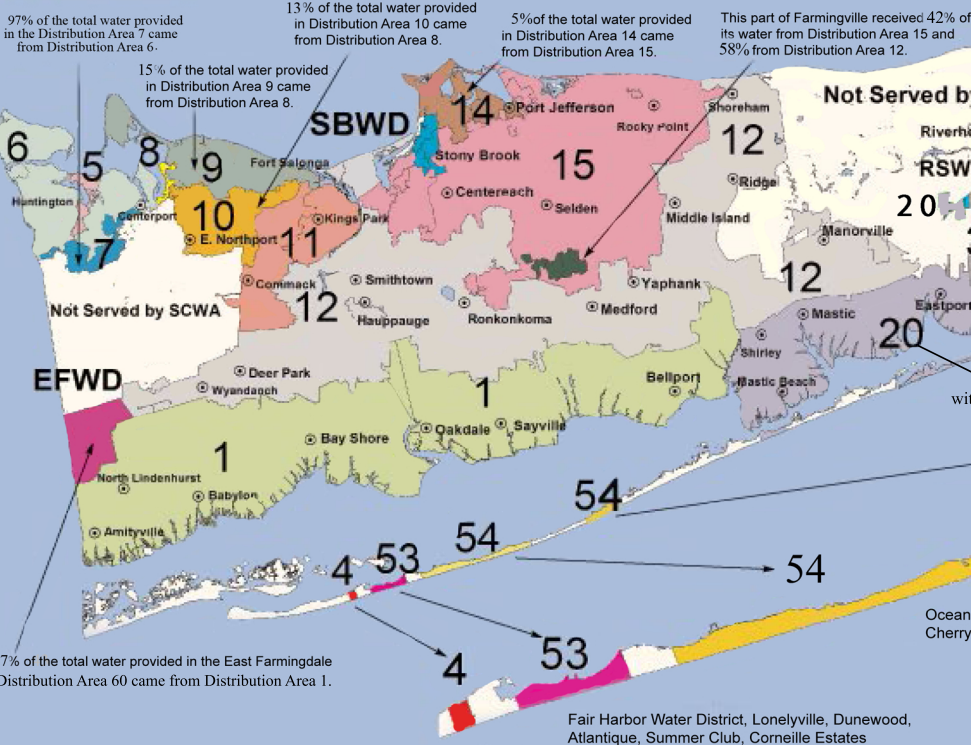 97% of the total water provided
in the Distribution Area 7 came
from Distribution Area 6.
13% of the total water provided
in Distribution Area 10 came
from Distribution Area 8.
5%of the total water provided
in Distribution Area 14 came
from Distribution Area 15.
This part of Farmingville received 42% of
its water from Distribution Area 15 and
58% from Distribution Area 12.
15% of the total water provided
in Distribution Area 9 came
from Distribution Area 8.
SBWD
14
Port Jefferson
Rocky Point
Shoreham
Not Served by
6
5
8
9
Fort Salonga
Stony Brook
15
12
Ridge
RSW
20
Huntington
Centerport
10
Kings Park
Centereach
Selden
Middle Island
7
E. Northport
11
Manorville
Commack
Smithtown
Yaphank
12
Not Served by SCWA
12
Hauppauge
Ronkonkoma
Medford
Mastic
Eastport
20
Shirley
EFWD
Deer Park
Wyandanch
1
Bellport
Mastic Beach
Oakdale
Sayville
Bay Shore
1
North Lindenhurst
Babylon
Amityville
54
54
53
4
54
53
4
7% of the total water provided in the East Farmingdale
Distribution Area 60 came from Distribution Area 1.
Ocean
Cherry
Fair Harbor Water District, Lonelyville, Dunewood,
Atlantique, Summer Club, Corneille Estates